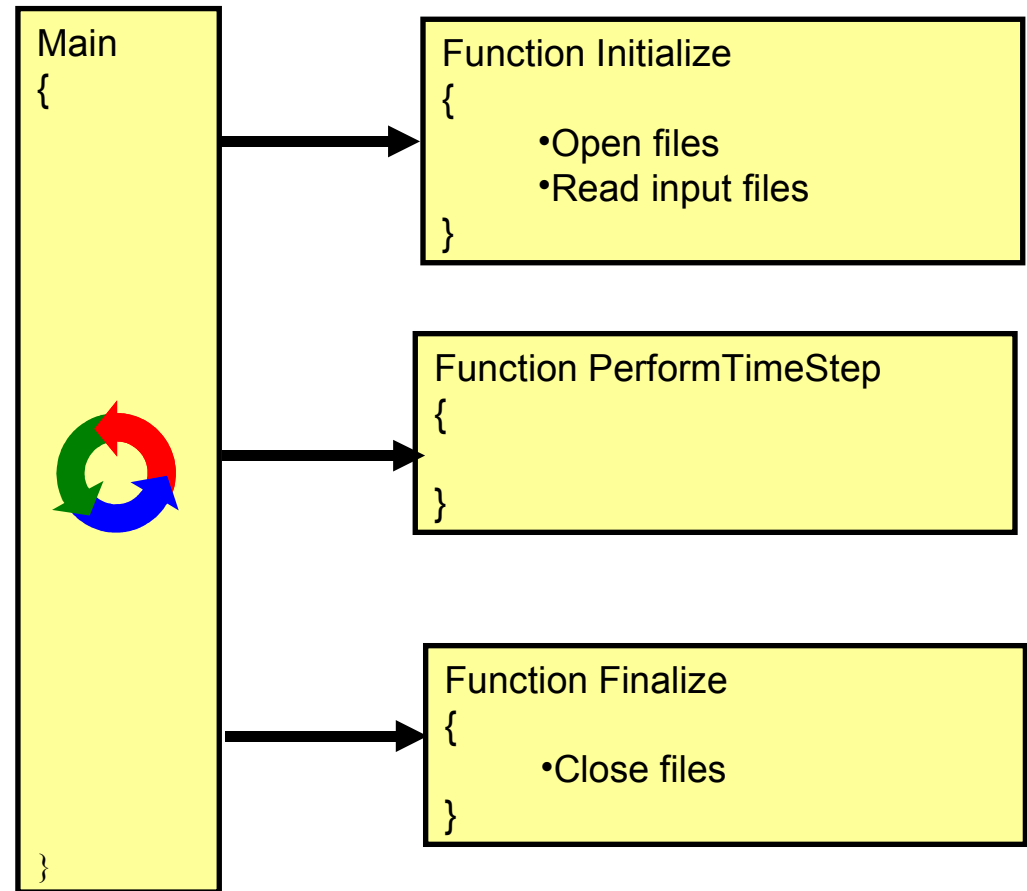 Main
{
}
Function Initialize
{
•Open files
•Read input files
}
Function PerformTimeStep
{
}
Function Finalize
{
•Close files
}